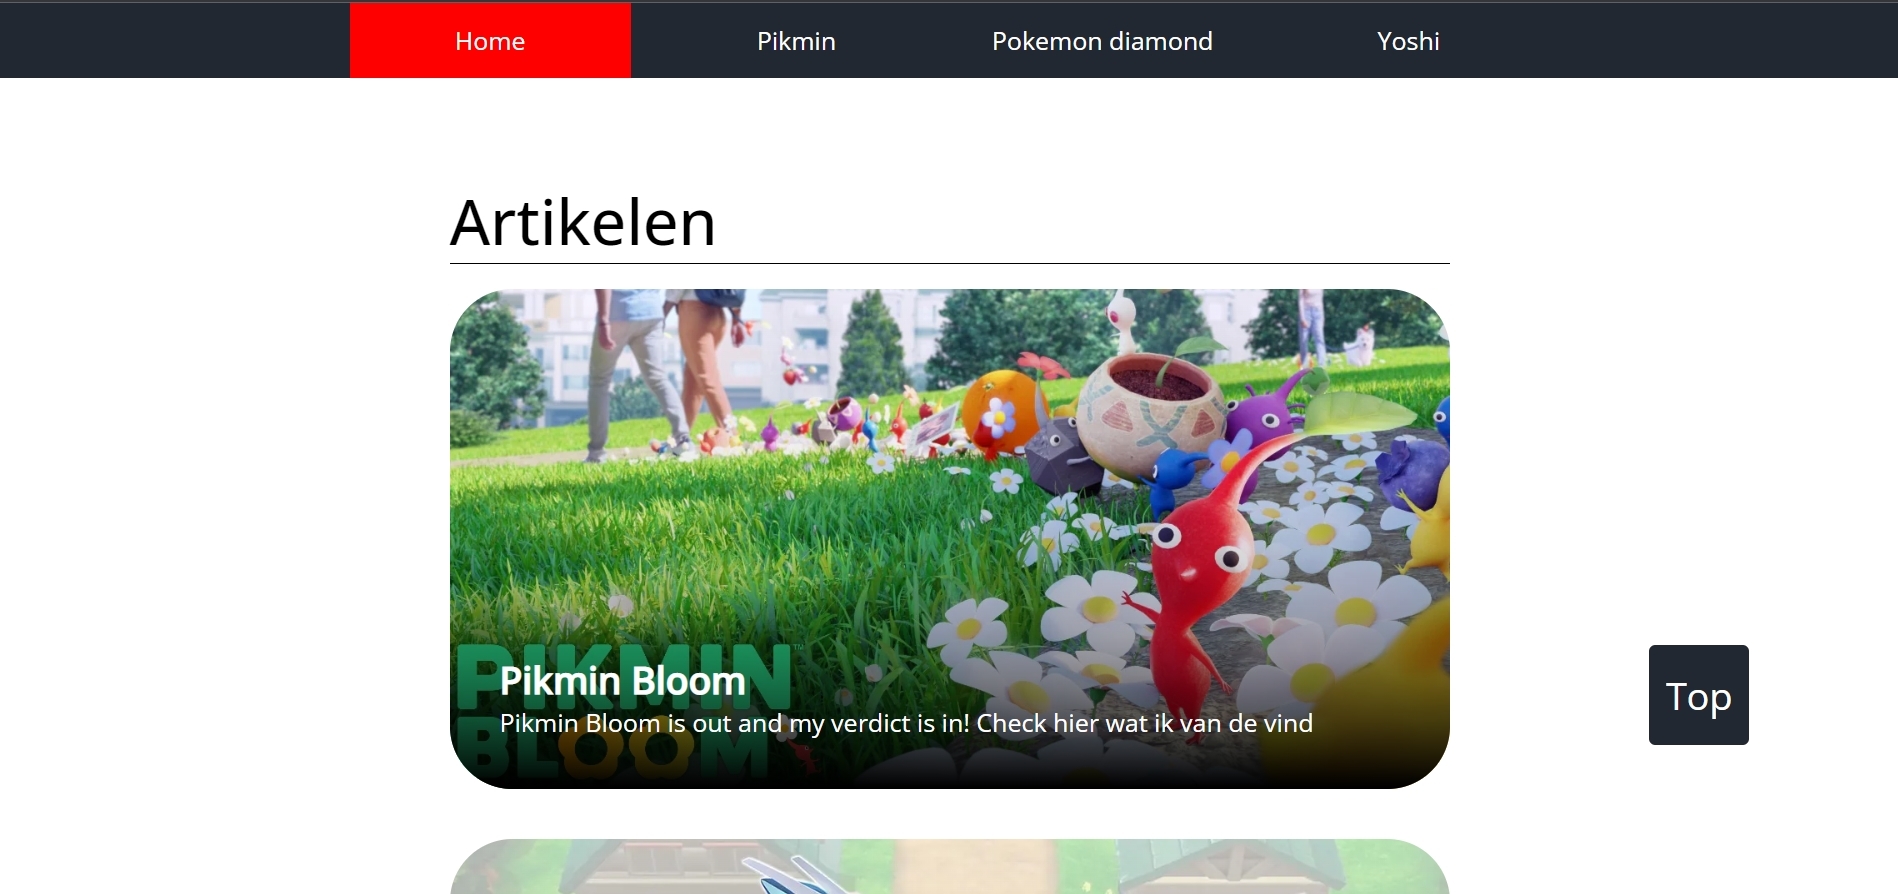 Home
Pikmin
Pokemon diamond
Yoshi
Artikelen
PIKMIN™
BLOOM
Pikmin Bloom
Pikmin Bloom is out and my verdict is in! Check hier wat ik van de vind
Top